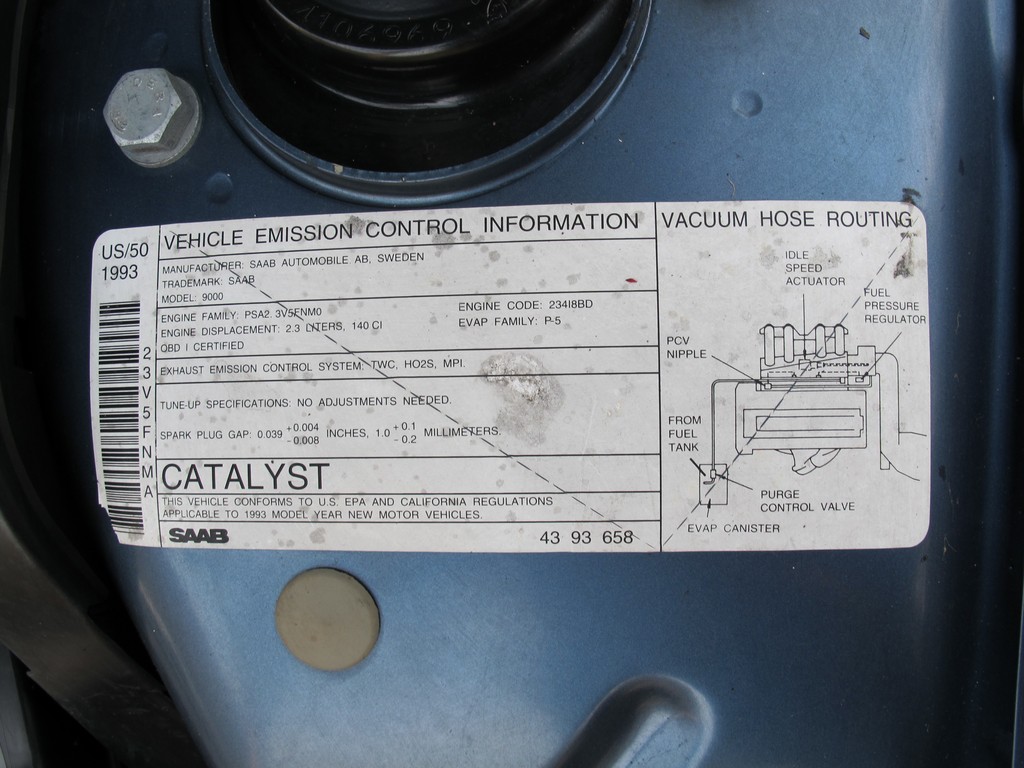 US/50
1993
23V5FNMA
VEHICLE EMISSION CONTROL INFORMATION
MANUFACTURER: SAAB AUTOMOBILE AB, SWEDEN
TRADEMARK: SAAB
MODEL: 9000
ENGINE FAMILY: PSA2. 3V5FNM0
ENGINE CODE: 234I8BD
ENGINE DISPLACEMENT: 2.3 LITERS, 140 CI
EVAP FAMILY: P-5
OBD I CERTIFIED
EXHAUST EMISSION CONTROL SYSTEM: TWC, HO2S, MPI.
TUNE-UP SPECIFICATIONS: NO ADJUSTMENTS NEEDED.
SPARK PLUG GAP: 0.039 +0.004 -0.008 INCHES, 1.0 +0.1 -0.2 MILLIMETERS.
CATALYST
THIS VEHICLE CONFORMS TO U.S. EPA AND CALIFORNIA REGULATIONS
APPLICABLE TO 1993 MODEL YEAR NEW MOTOR VEHICLES.
SAAB
43 93 658
VACUUM HOSE ROUTING
IDLE
SPEED
ACTUATOR
FUEL
PRESSURE
REGULATOR
PCV
NIPPLE
FROM
FUEL
TANK
PURGE
CONTROL VALVE
EVAP CANISTER